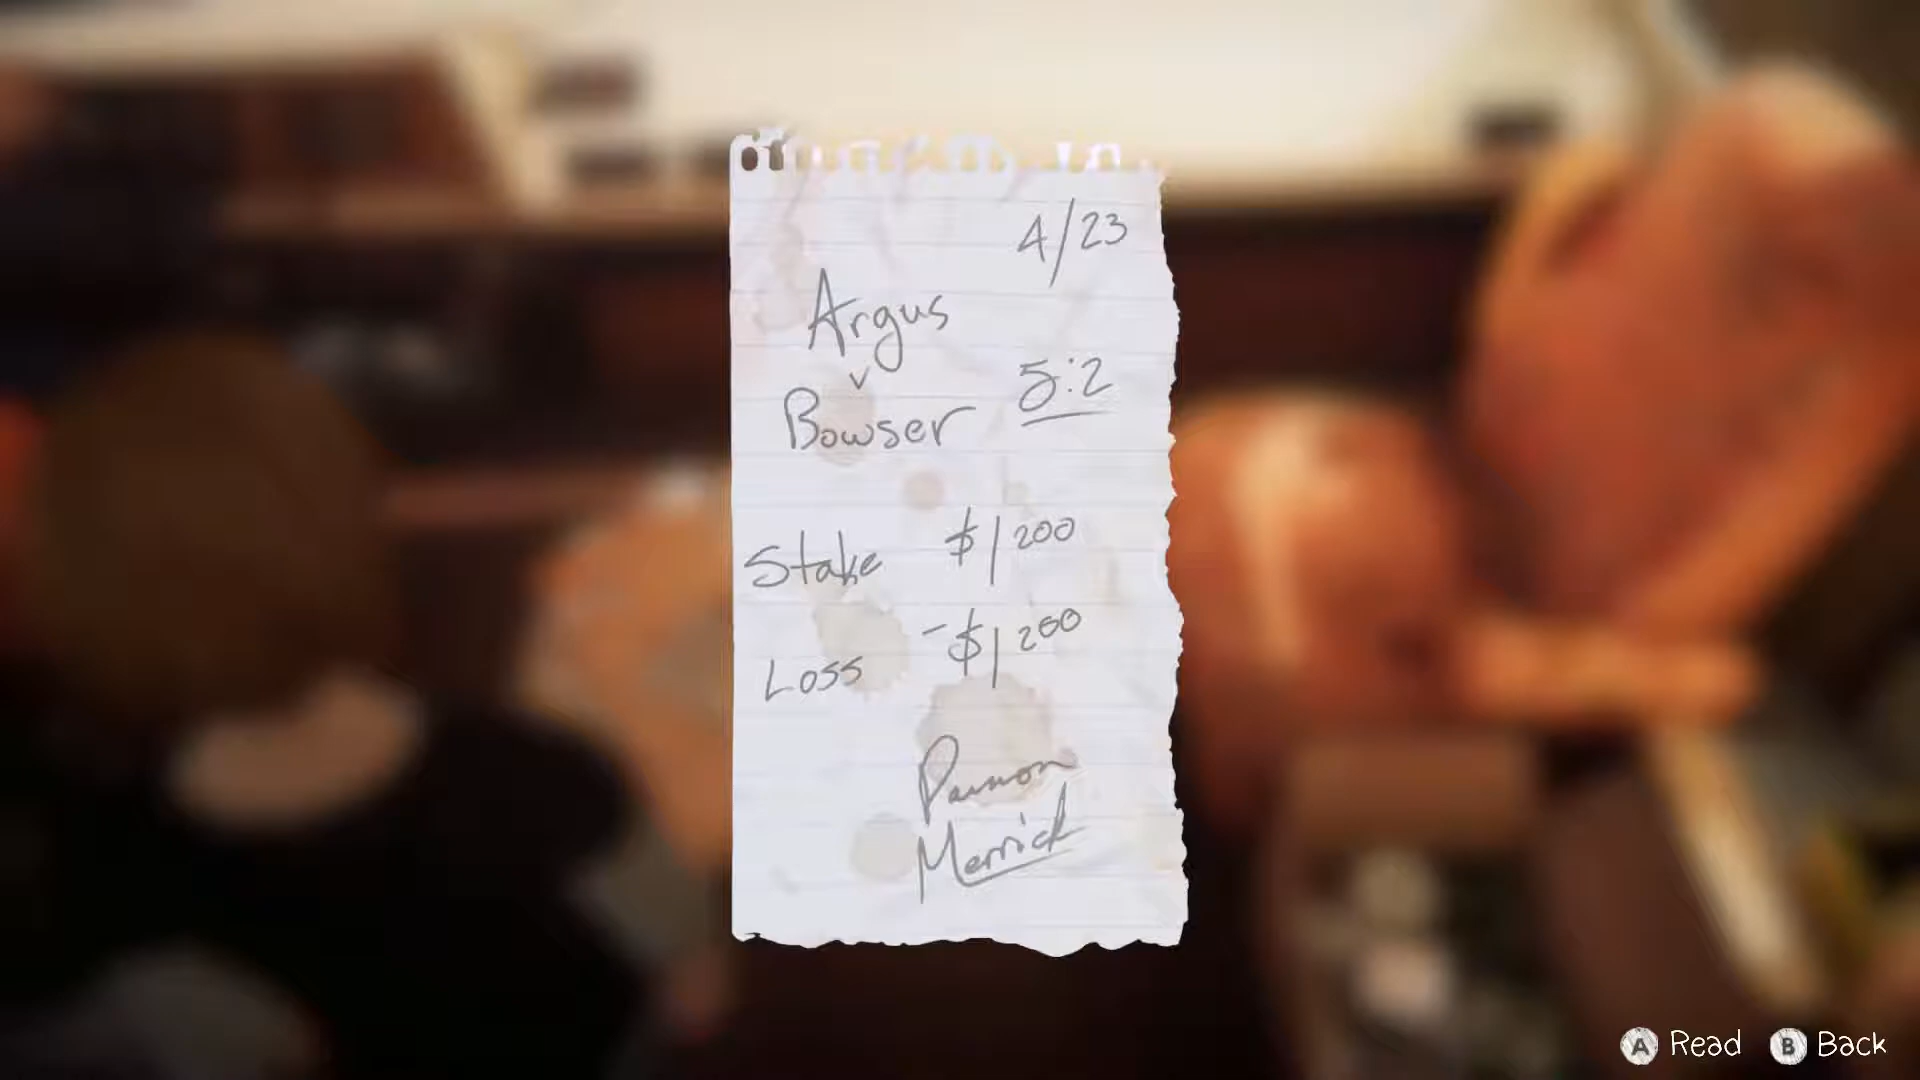 4/23
Argus
v
Bowser 5:2
Stake $1200
Loss -$1200
Damon
Merrick
A Read B Back